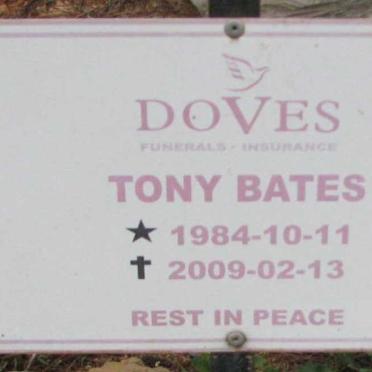 DOVES
FUNERALS - INSURANCE
TONY BATES
★ 1984-10-11
✝ 2009-02-13
REST IN PEACE